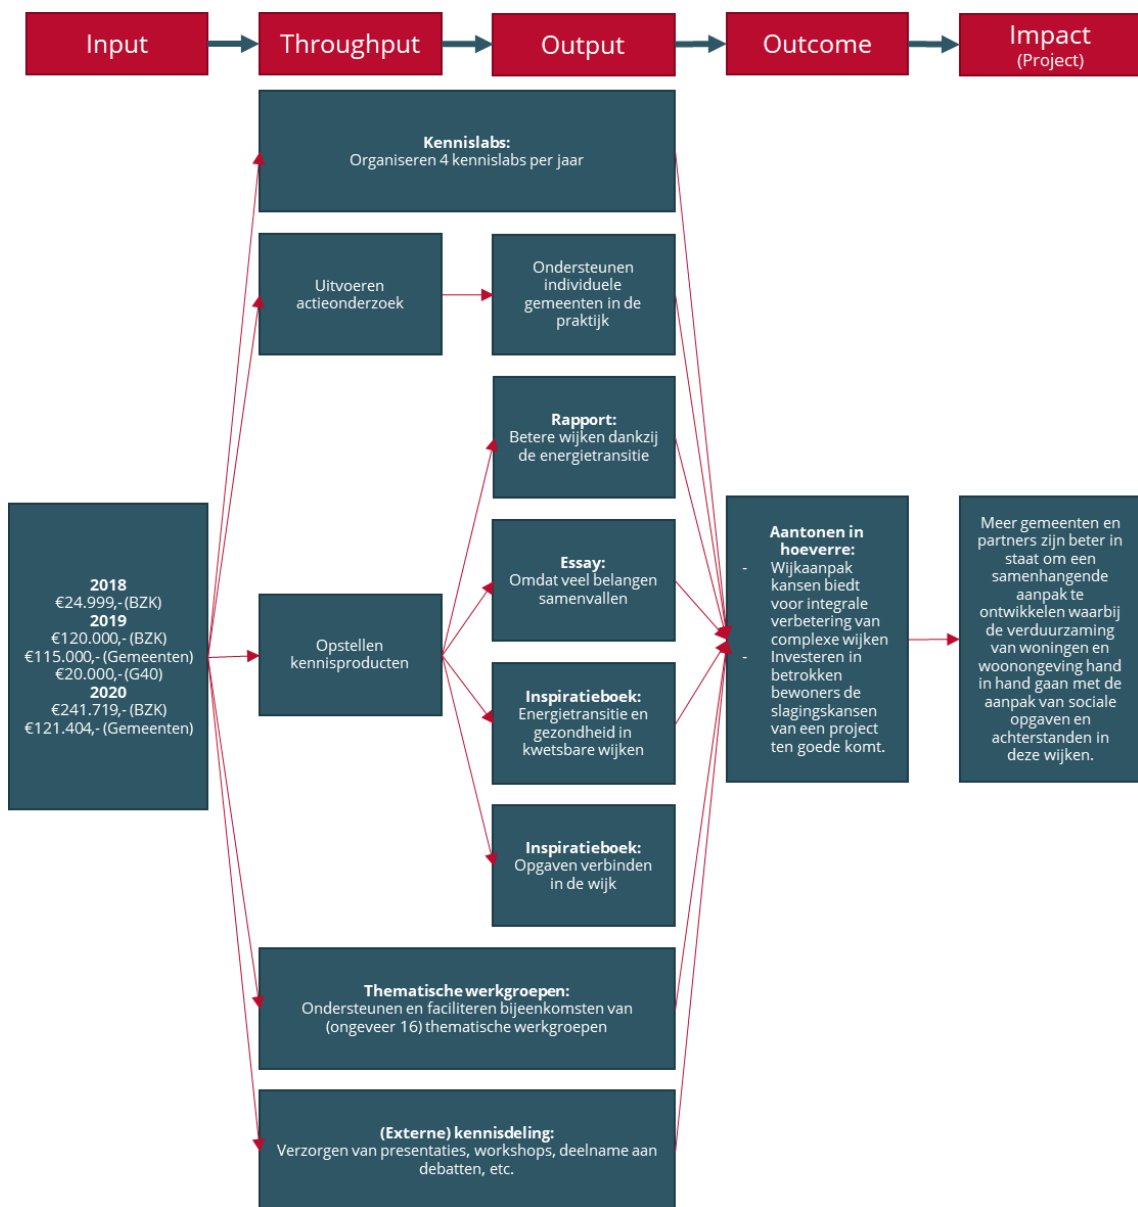 Input
Throughput
Output
Outcome
Impact
(Project)
Kennislabs:
Organiseren 4 kennislabs per jaar
Uitvoeren
actieonderzoek
Ondersteunen
individuele
gemeenten in de
praktijk
Rapport:
Betere wijken dankzij
de energietransitie
2018
€24.999,- (BZK)
2019
€120.000,- (BZK)
€115.000,- (Gemeenten)
€20.000,- (G40)
2020
€241.719,- (BZK)
€121.404,- (Gemeenten)
Opstellen
kennisproducten
Essay:
Omdat veel belangen
samenvallen
Inspiratieboek:
Energietransitie en
gezondheid in
kwetsbare wijken
Inspiratieboek:
Opgaven verbinden
in de wijk
Aantonen in
hoeverre:
- Wijkaanpak
kansen biedt
voor integrale
verbetering van
complexe wijken
- Investeren in
betrokken
bewoners de
slagingskansen
van een project
ten goede komt.
Meer gemeenten en
partners zijn beter in
staat om een
samenhangende
aanpak te
ontwikkelen waarbij
de verduurzaming
van woningen en
woonongeving hand
in hand gaan met de
aanpak van sociale
opgaven en
achterstanden in
deze wijken.
Thematische werkgroepen:
Ondersteunen en faciliteren bijeenkomsten van
(ongeveer 16) thematische werkgroepen
(Externe) kennisdeling:
Verzorgen van presentaties, workshops, deelname aan
debatten, etc.